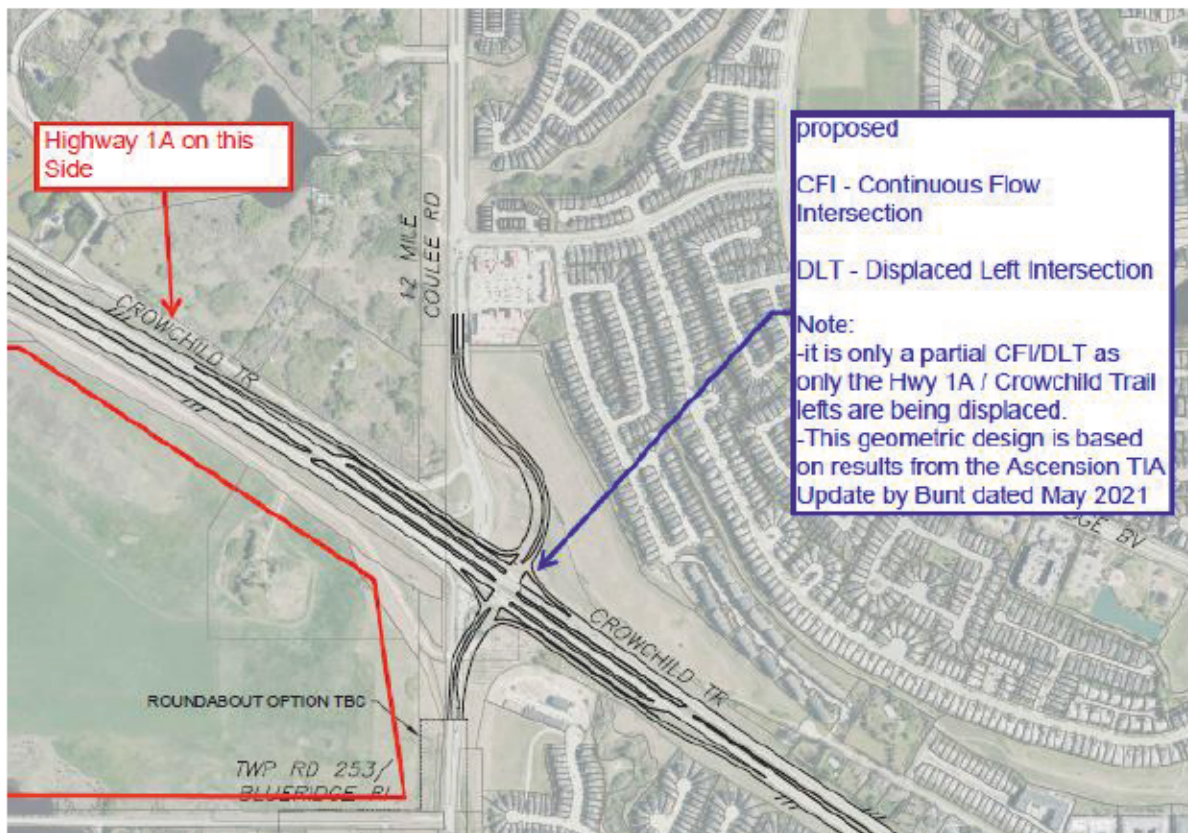 Highway 1A on this
Side
proposed
CFI - Continuous Flow
Intersection
DLT - Displaced Left Intersection
Note:
-it is only a partial CFI/DLT as
only the Hwy 1A / Crowchild Trail
lefts are being displaced.
-This geometric design is based
on results from the Ascension TIA
Update by Bunt dated May 2021
12 MILE
COULEE RD
CROWCHILD TR
CROWCHILD TR
BV
ROUNDABOUT OPTION TBC
TWP RD 253/
BLUERIDGE RI